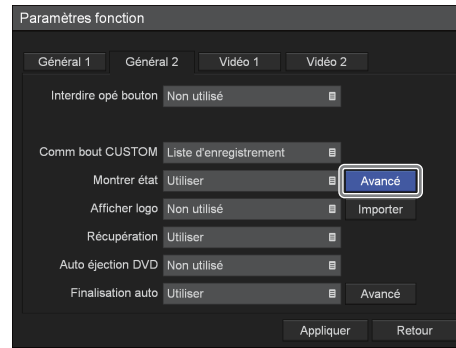 Paramètres fonction
Général 1 Général 2 Vidéo 1 Vidéo 2
Interdire opé bouton Non utilisé
Comm bout CUSTOM Liste d'enregistrement
Montrer état Utiliser Avancé
Afficher logo Non utilisé Importer
Récupération Utiliser
Auto éjection DVD Non utilisé
Finalisation auto Utiliser Avancé
Appliquer Retour